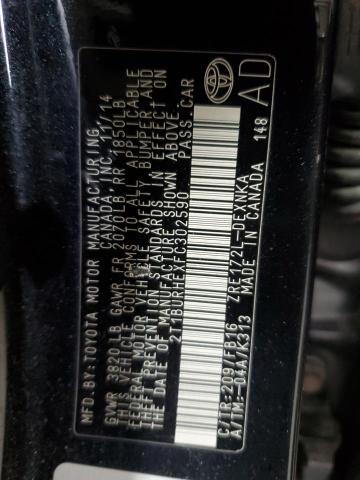 MFD.BY:TOYOTA MOTOR MANUFACTURING
CANADA, INC. 11/14
GVWR 3820LB GAWR FR 2070LB RR 1850LB
THIS VEHICLE CONFORMS TO ALL APPLICABLE
FEDERAL MOTOR VEHICLE SAFETY, BUMPER, AND
THEFT PREVENTION STANDARDS IN EFFECT ON
THE DATE OF MANUFACTURE SHOWN ABOVE.
2T1BURHEXFC302590 PASS.CAR
C/TR:209/FB16 ZRE172L-DEXNKA
A/TM:-04A/K313 MADE IN CANADA 148
AD